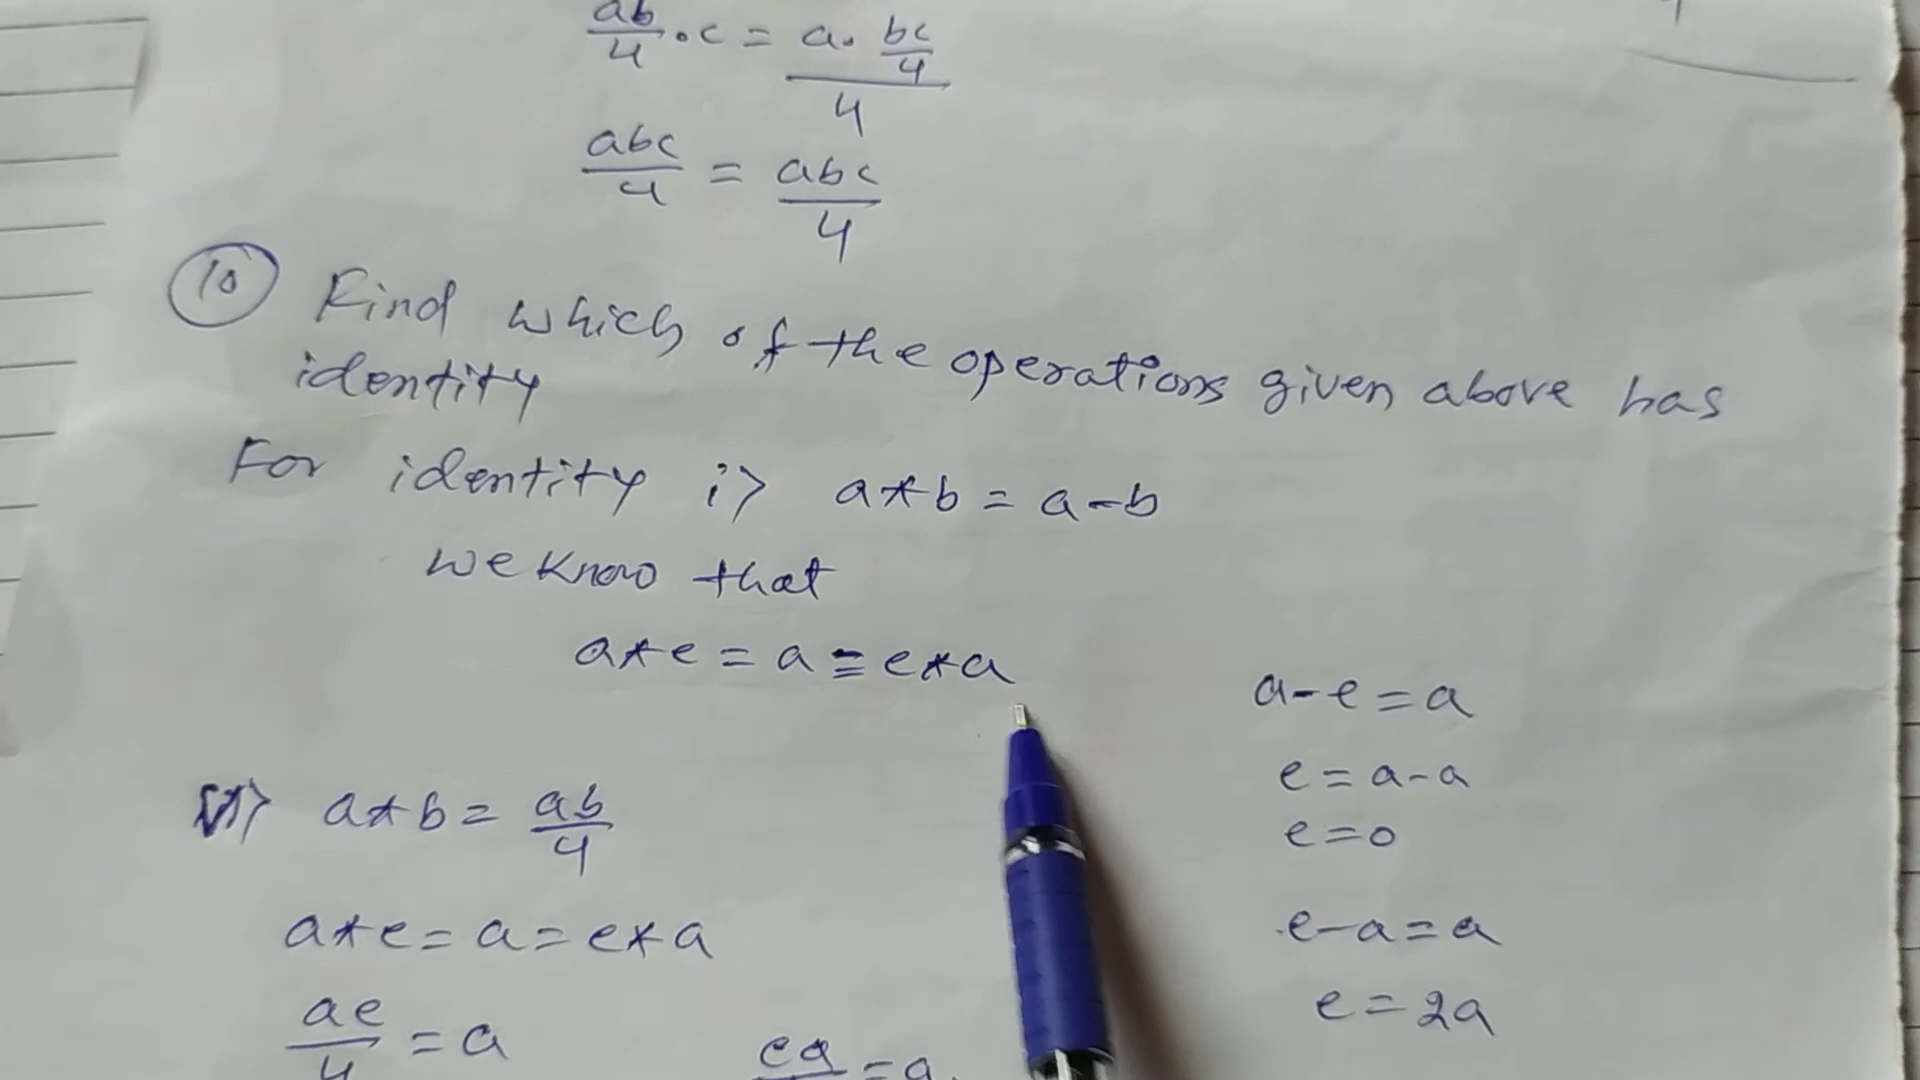 ab/4 · c = a · bc/4 / 4
abc/4 = abc/4
10 Find which of the operations given above has
identity
For identity i> a*b = a-b
we know that
a*e = a = e*a
a-e = a
e = a-a
e = 0
e-a = a
e = 2a
a*b = ab/4
a*e = a = e*a
ae/4 = a
ea = a